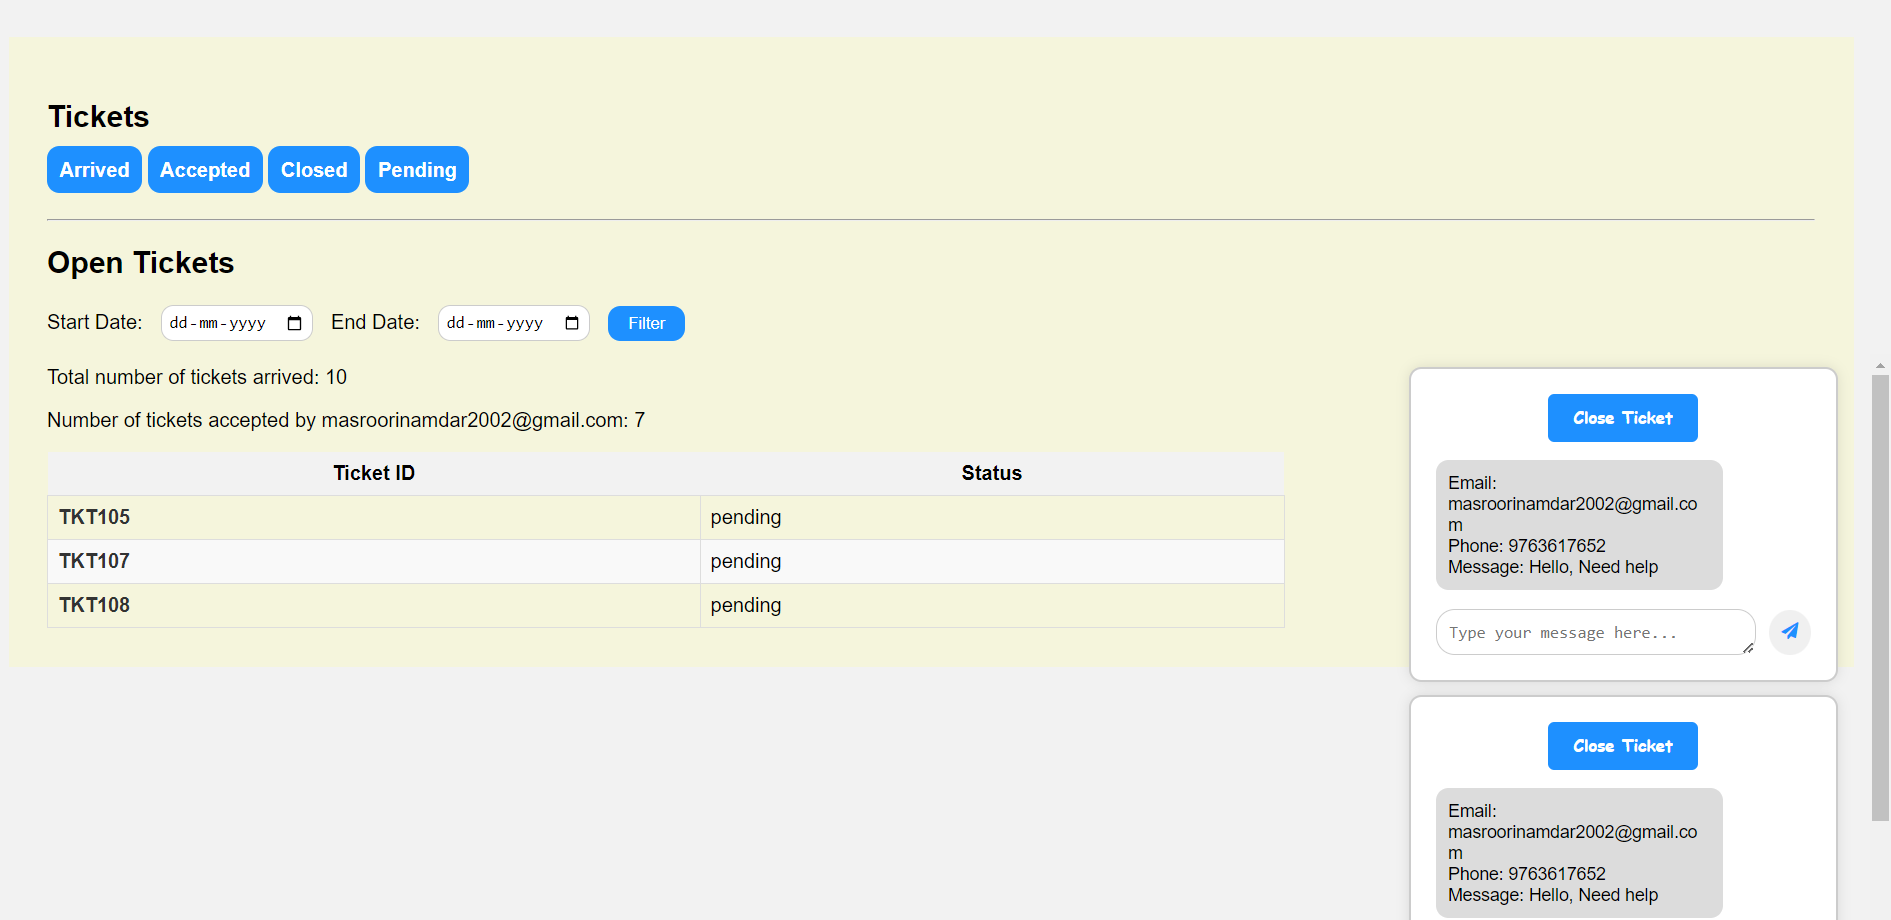 Tickets
Arrived Accepted Closed Pending
Open Tickets
Start Date: dd-mm-yyyy End Date: dd-mm-yyyy Filter
Total number of tickets arrived: 10
Number of tickets accepted by masroorinamdar2002@gmail.com: 7
Ticket ID Status
TKT105 pending
TKT107 pending
TKT108 pending
Close Ticket
Email:
masroorinamdar2002@gmail.co
m
Phone: 9763617652
Message: Hello, Need help
Type your message here...
Close Ticket
Email:
masroorinamdar2002@gmail.co
m
Phone: 9763617652
Message: Hello, Need help